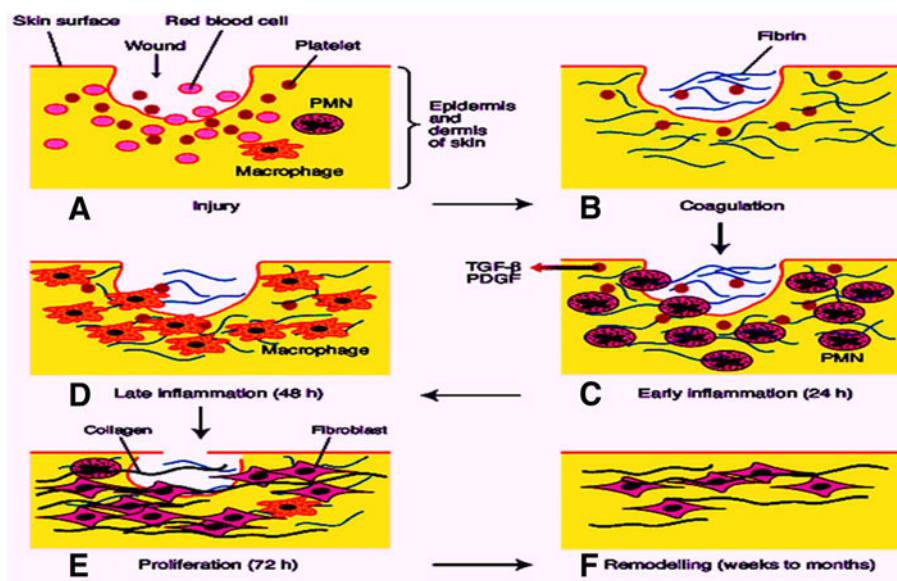 Skin surface
Red blood cell
Wound
Platelet
PMN
Macrophage
Epidermis
and
dermis
of skin
A
Injury
Fibrin
B
Coagulation
TGF-β
PDGF
PMN
C
Early inflammation (24 h)
Macrophage
D
Late inflammation (48 h)
Collagen
Fibroblast
E
Proliferation (72 h)
F
Remodelling (weeks to months)